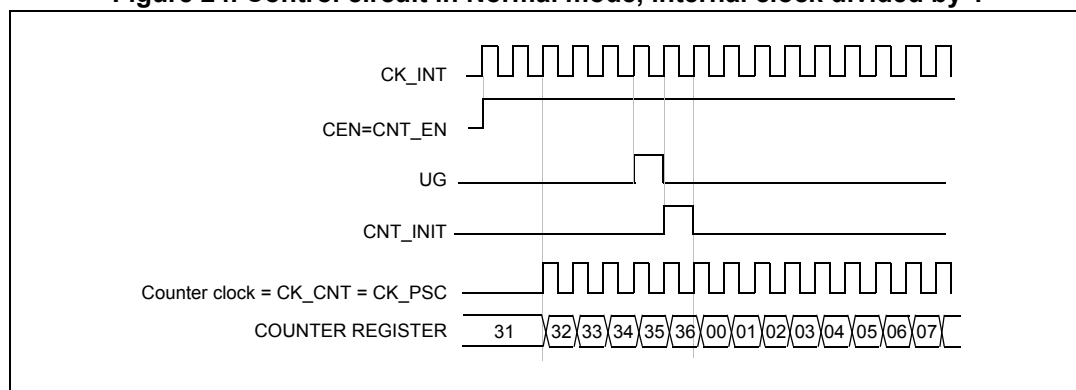 Figure 24. Control circuit in Normal mode, internal clock divided by 1
CK_INT
CEN=CNT_EN
UG
CNT_INIT
Counter clock = CK_CNT = CK_PSC
COUNTER REGISTER 31 32 33 34 35 36 00 01 02 03 04 05 06 07